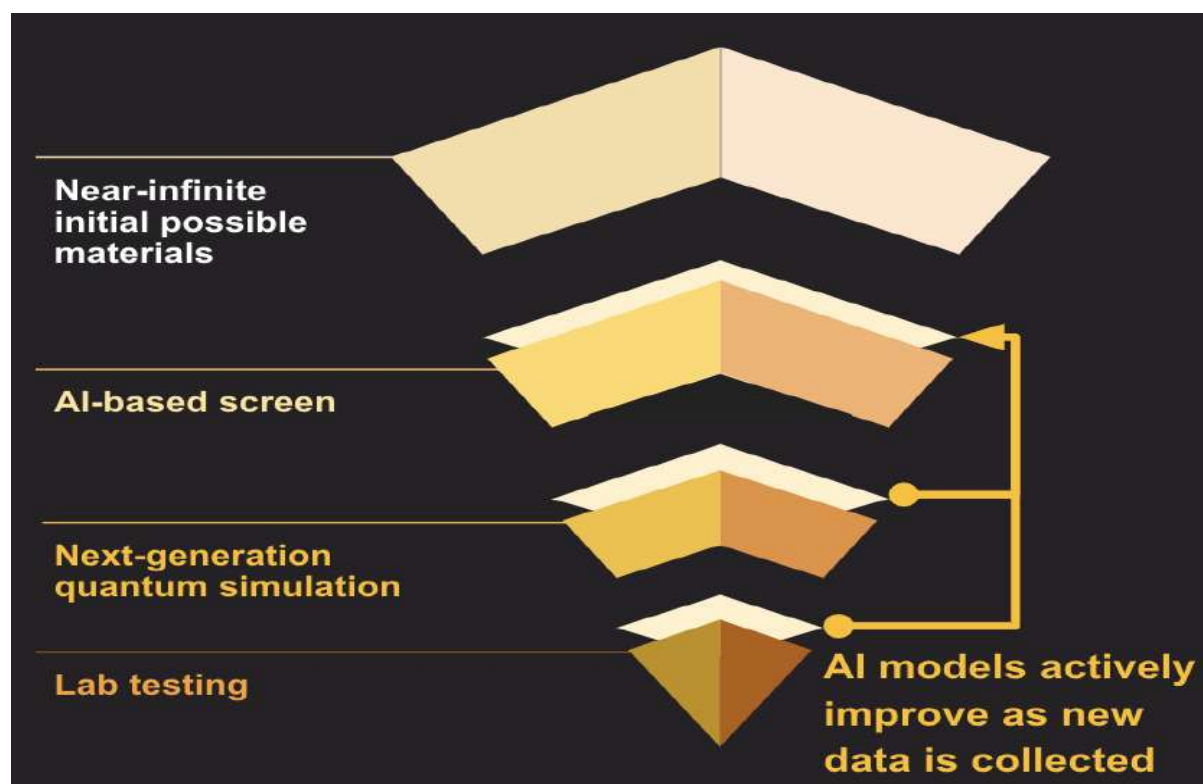 Near-infinite
initial possible
materials
AI-based screen
Next-generation
quantum simulation
Lab testing
AI models actively
improve as new
data is collected